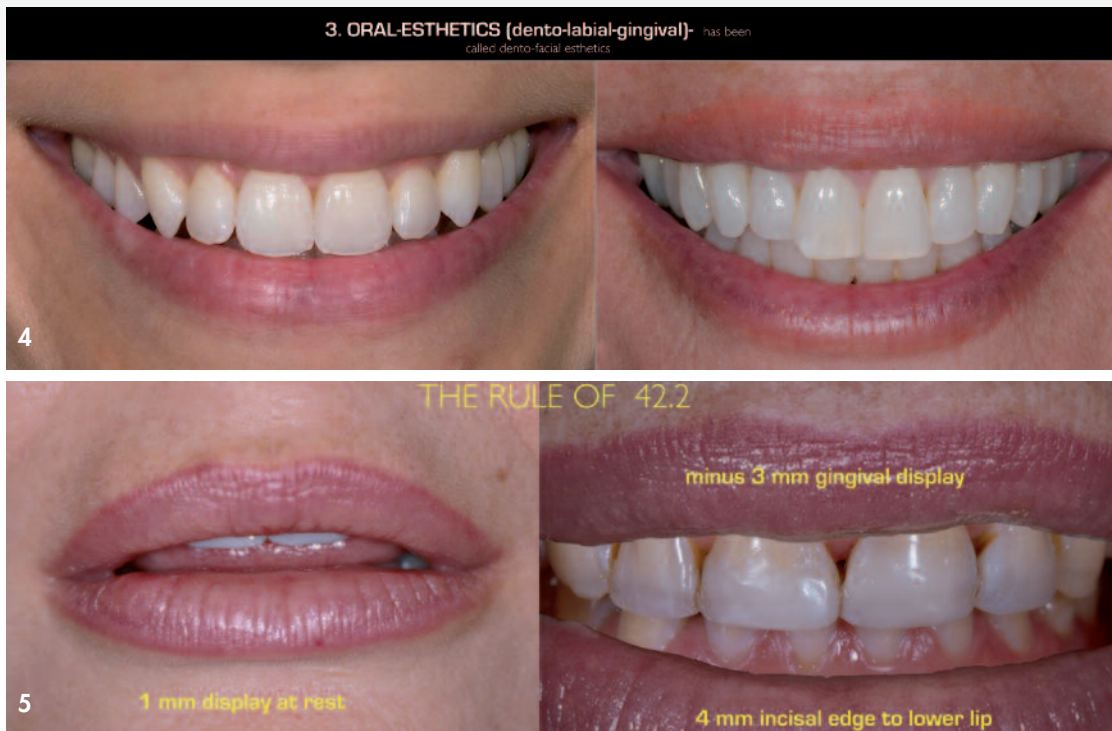 3. ORAL-ESTHETICS (dento-labial-gingival)- has been
called dento-facial esthetics
4
THE RULE OF 42.2
minus 3 mm gingival display
1 mm display at rest
4 mm incisal edge to lower lip
5